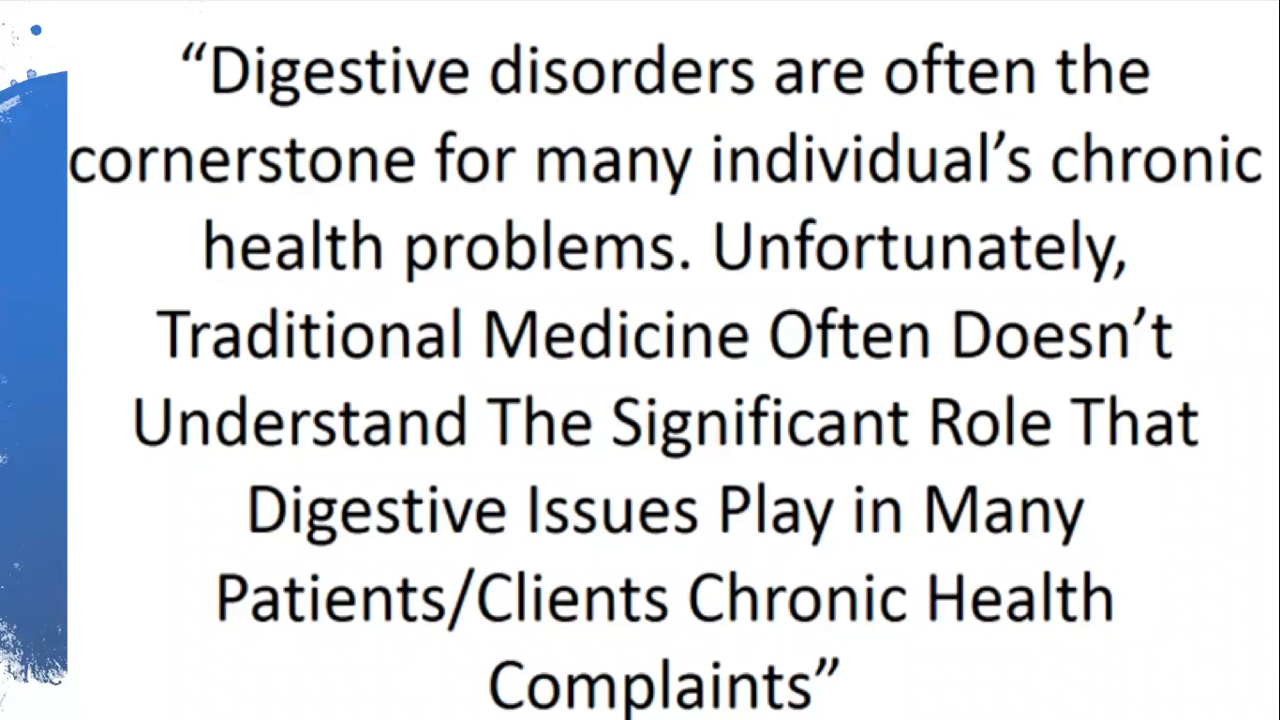 “Digestive disorders are often the
cornerstone for many individual’s chronic
health problems. Unfortunately,
Traditional Medicine Often Doesn’t
Understand The Significant Role That
Digestive Issues Play in Many
Patients/Clients Chronic Health
Complaints”